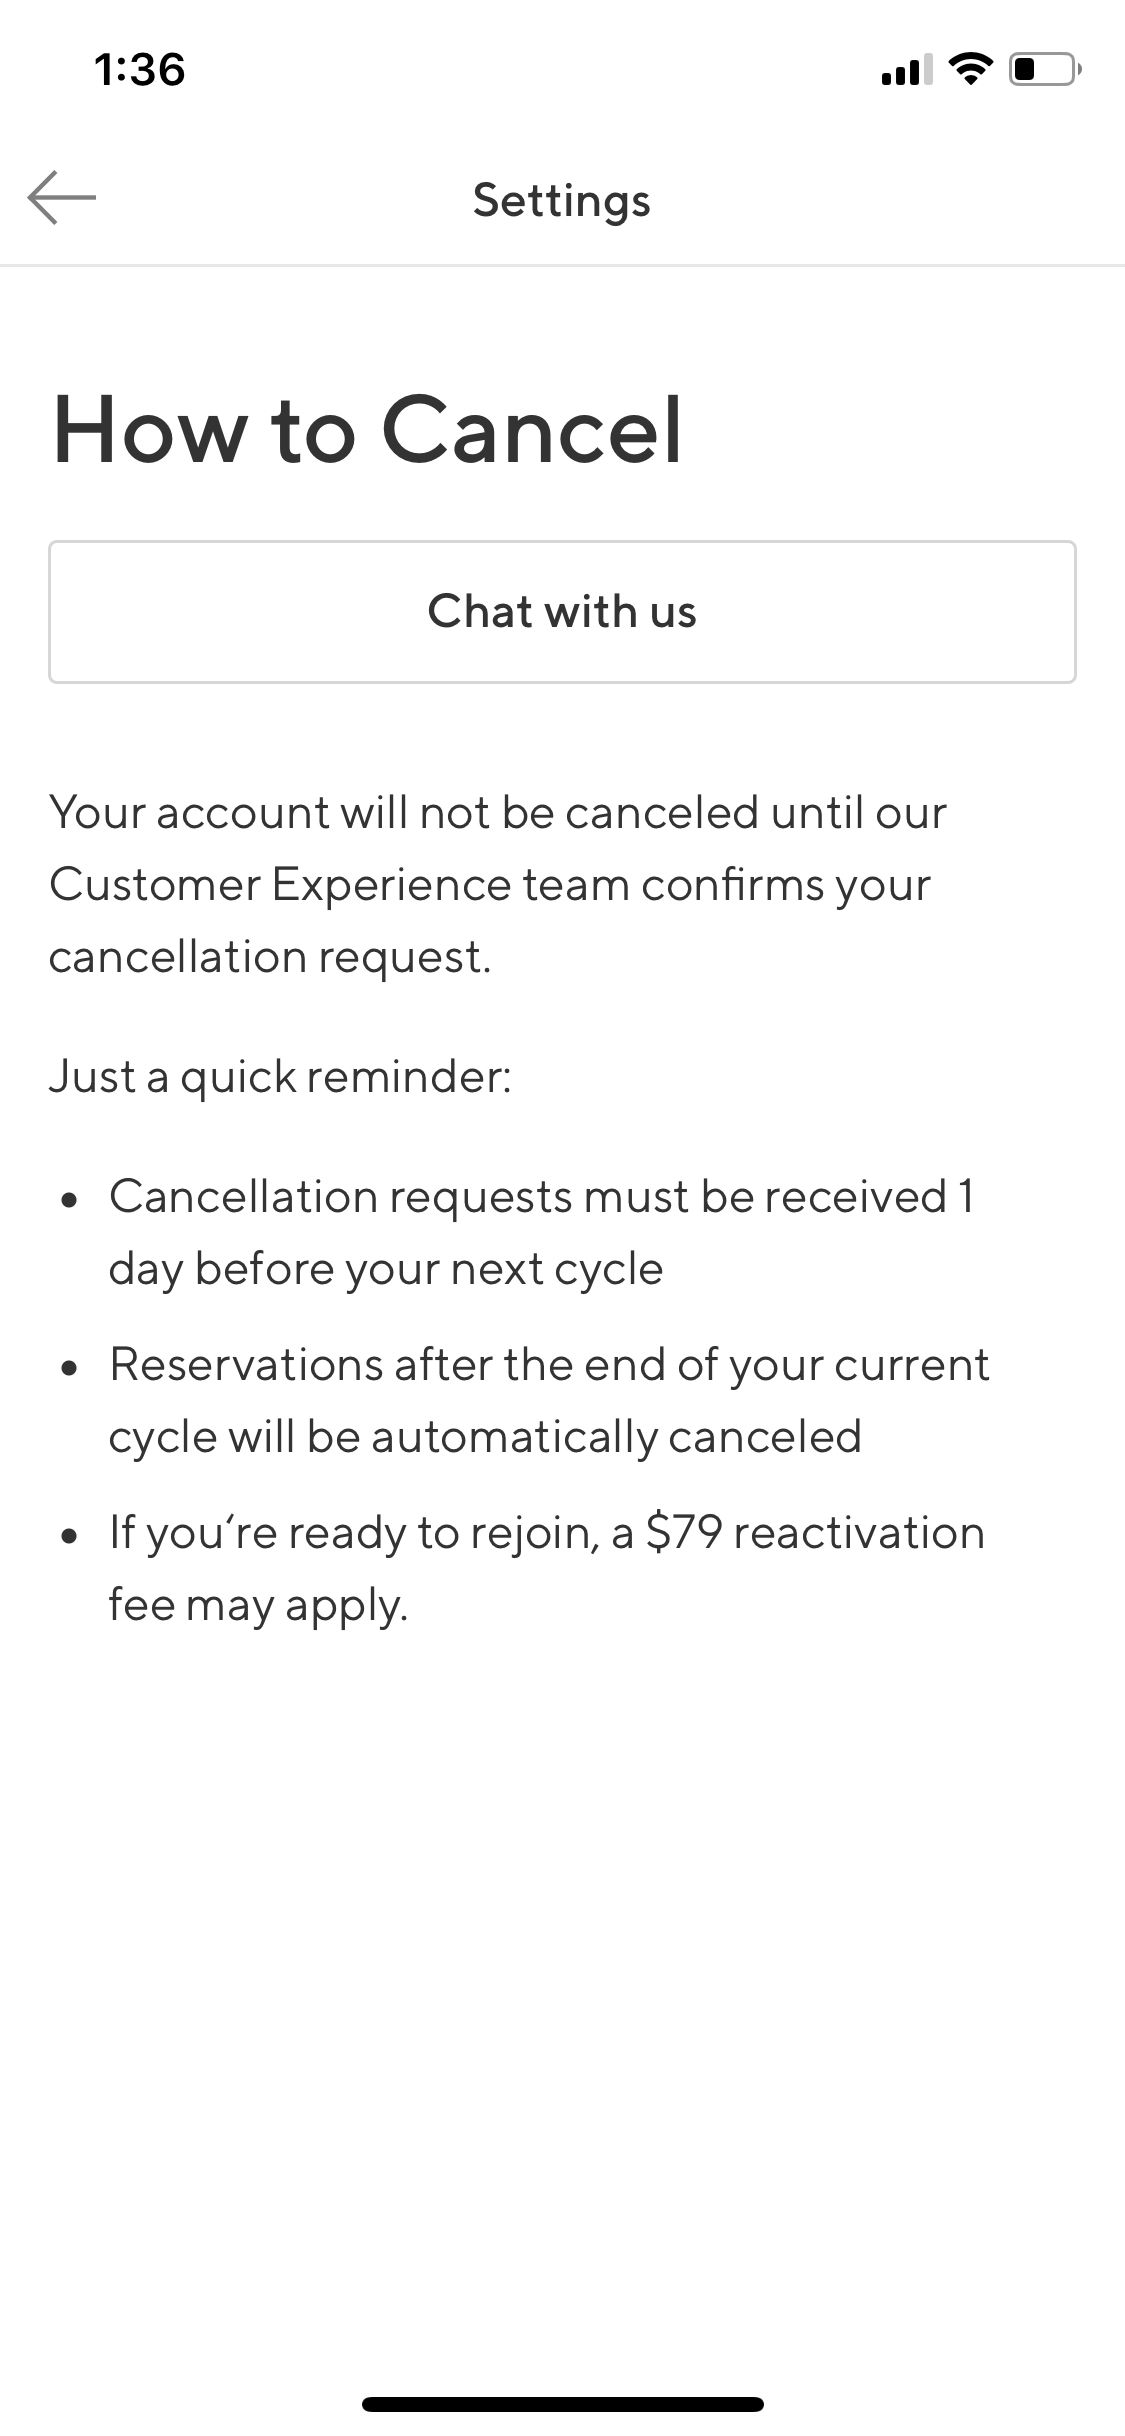 1:36
Settings
How to Cancel
Chat with us
Your account will not be canceled until our
Customer Experience team confirms your
cancellation request.
Just a quick reminder:
• Cancellation requests must be received 1
day before your next cycle
• Reservations after the end of your current
cycle will be automatically canceled
• If you’re ready to rejoin, a $79 reactivation
fee may apply.